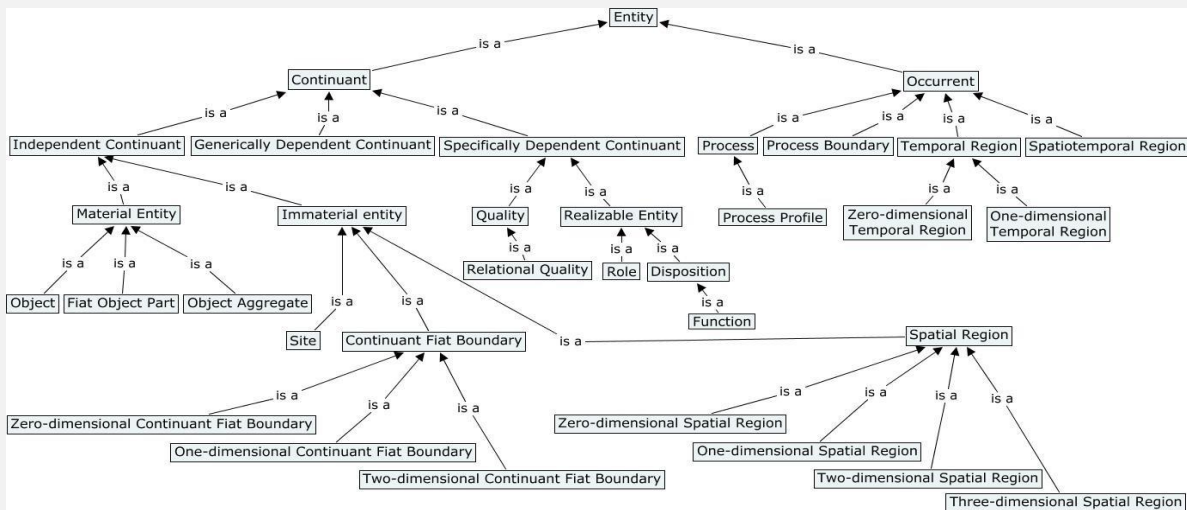 Entity
is a
is a
Continuant
Occurrent
is a
is a
is a
is a
is a
is a
is a
Independent Continuant
Generically Dependent Continuant
Specifically Dependent Continuant
Process
Process Boundary
Temporal Region
Spatiotemporal Region
is a
is a
is a
is a
is a
is a
is a
Material Entity
Immaterial entity
Quality
Realizable Entity
Process Profile
Zero-dimensional
Temporal Region
One-dimensional
Temporal Region
is a
is a
is a
is a
is a
is a
Relational Quality
Role
Disposition
Object
Fiat Object Part
Object Aggregate
is a
is a
is a
Function
Site
Continuant Fiat Boundary
is a
Spatial Region
is a
is a
is a
is a
is a
is a
is a
Zero-dimensional Continuant Fiat Boundary
Zero-dimensional Spatial Region
One-dimensional Continuant Fiat Boundary
One-dimensional Spatial Region
Two-dimensional Continuant Fiat Boundary
Two-dimensional Spatial Region
Three-dimensional Spatial Region